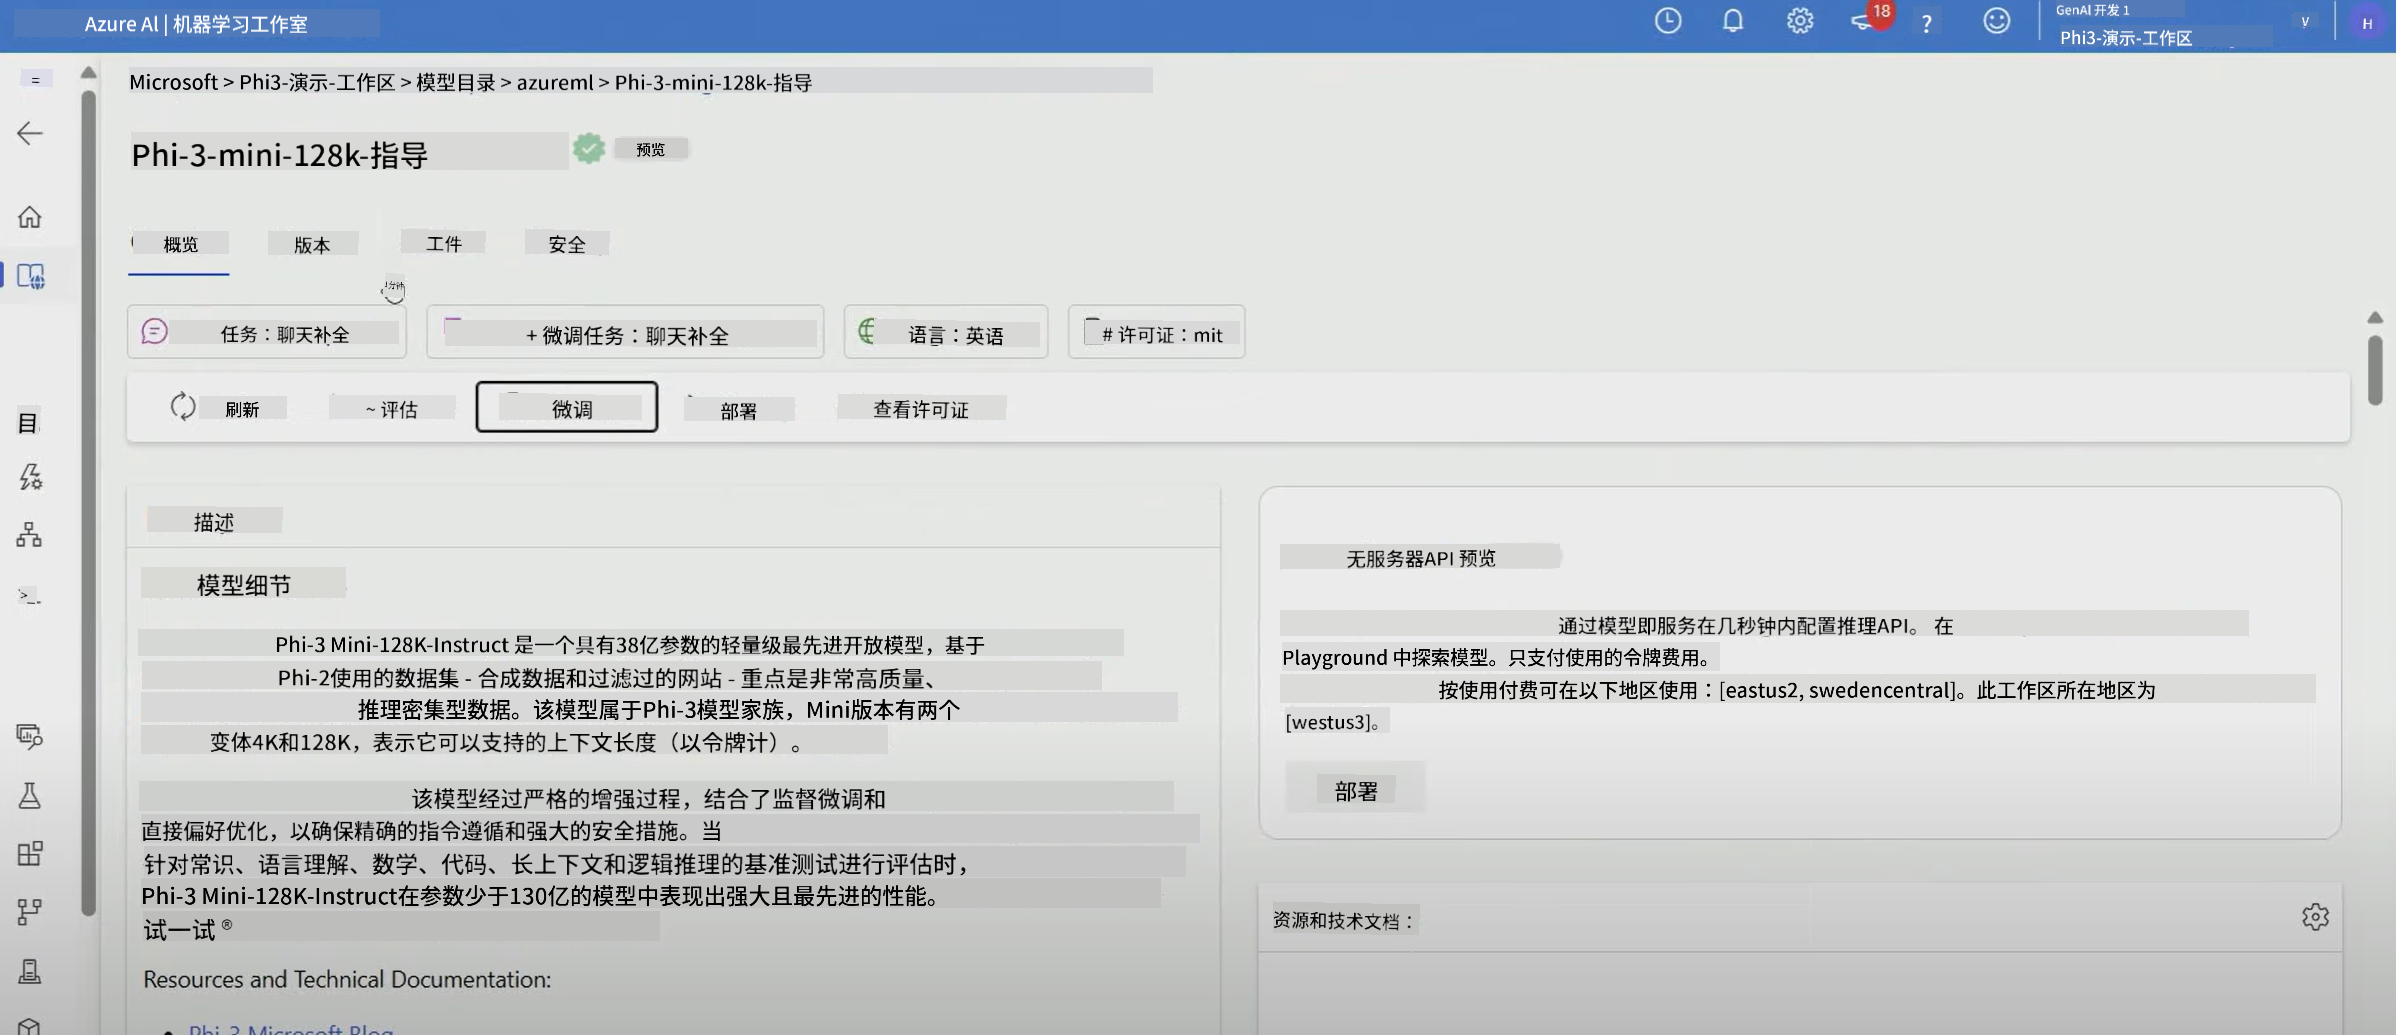 Azure Al | 机器学习工作室
18
?
GenAl 开发 1
Phi3-演示-工作区
H
Microsoft > Phi3-演示-工作区 > 模型目录 > azureml > Phi-3-mini-128k-指导
Phi-3-mini-128k-指导
预览
概览
版本
工件
安全
任务：聊天补全
+ 微调任务：聊天补全
语言：英语
# 许可证：mit
刷新
~ 评估
微调
部署
查看许可证
目
描述
模型细节
Phi-3 Mini-128K-Instruct 是一个具有38亿参数的轻量级最先进开放模型，基于
Phi-2使用的数据集 - 合成数据和过滤过的网站 - 重点是非常高质量、
推理密集型数据。该模型属于Phi-3模型家族，Mini版本有两个
变体4K和128K，表示它可以支持的上下文长度（以令牌计）。
该模型经过严格的增强过程，结合了监督微调和
直接偏好优化，以确保精确的指令遵循和强大的安全措施。当
针对常识、语言理解、数学、代码、长上下文和逻辑推理的基准测试进行评估时，
Phi-3 Mini-128K-Instruct在参数少于130亿的模型中表现出强大且最先进的性能。
试一试 ®
Resources and Technical Documentation:
Phi-3 Microsoft Blog
无服务器API 预览
通过模型即服务在几秒钟内配置推理API。 在
Playground 中探索模型。只支付使用的令牌费用。
按使用付费可在以下地区使用：[eastus2, swedencentral]。此工作区所在地区为
[westus3]。
部署
资源和技术文档：